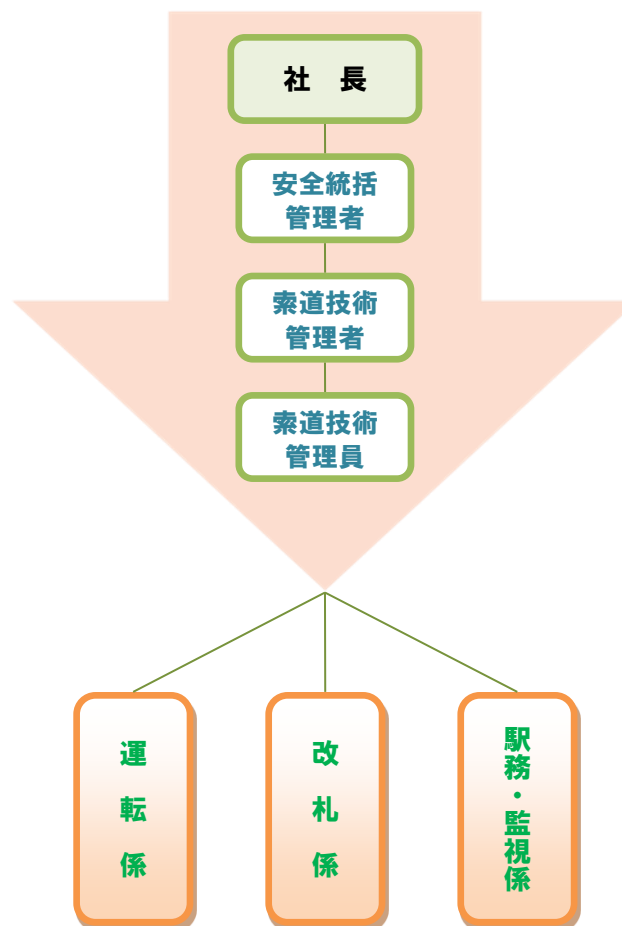 社　長
安全統括
管理者
索道技術
管理者
索道技術
管理員
運転係
改札係
駅務・監視係